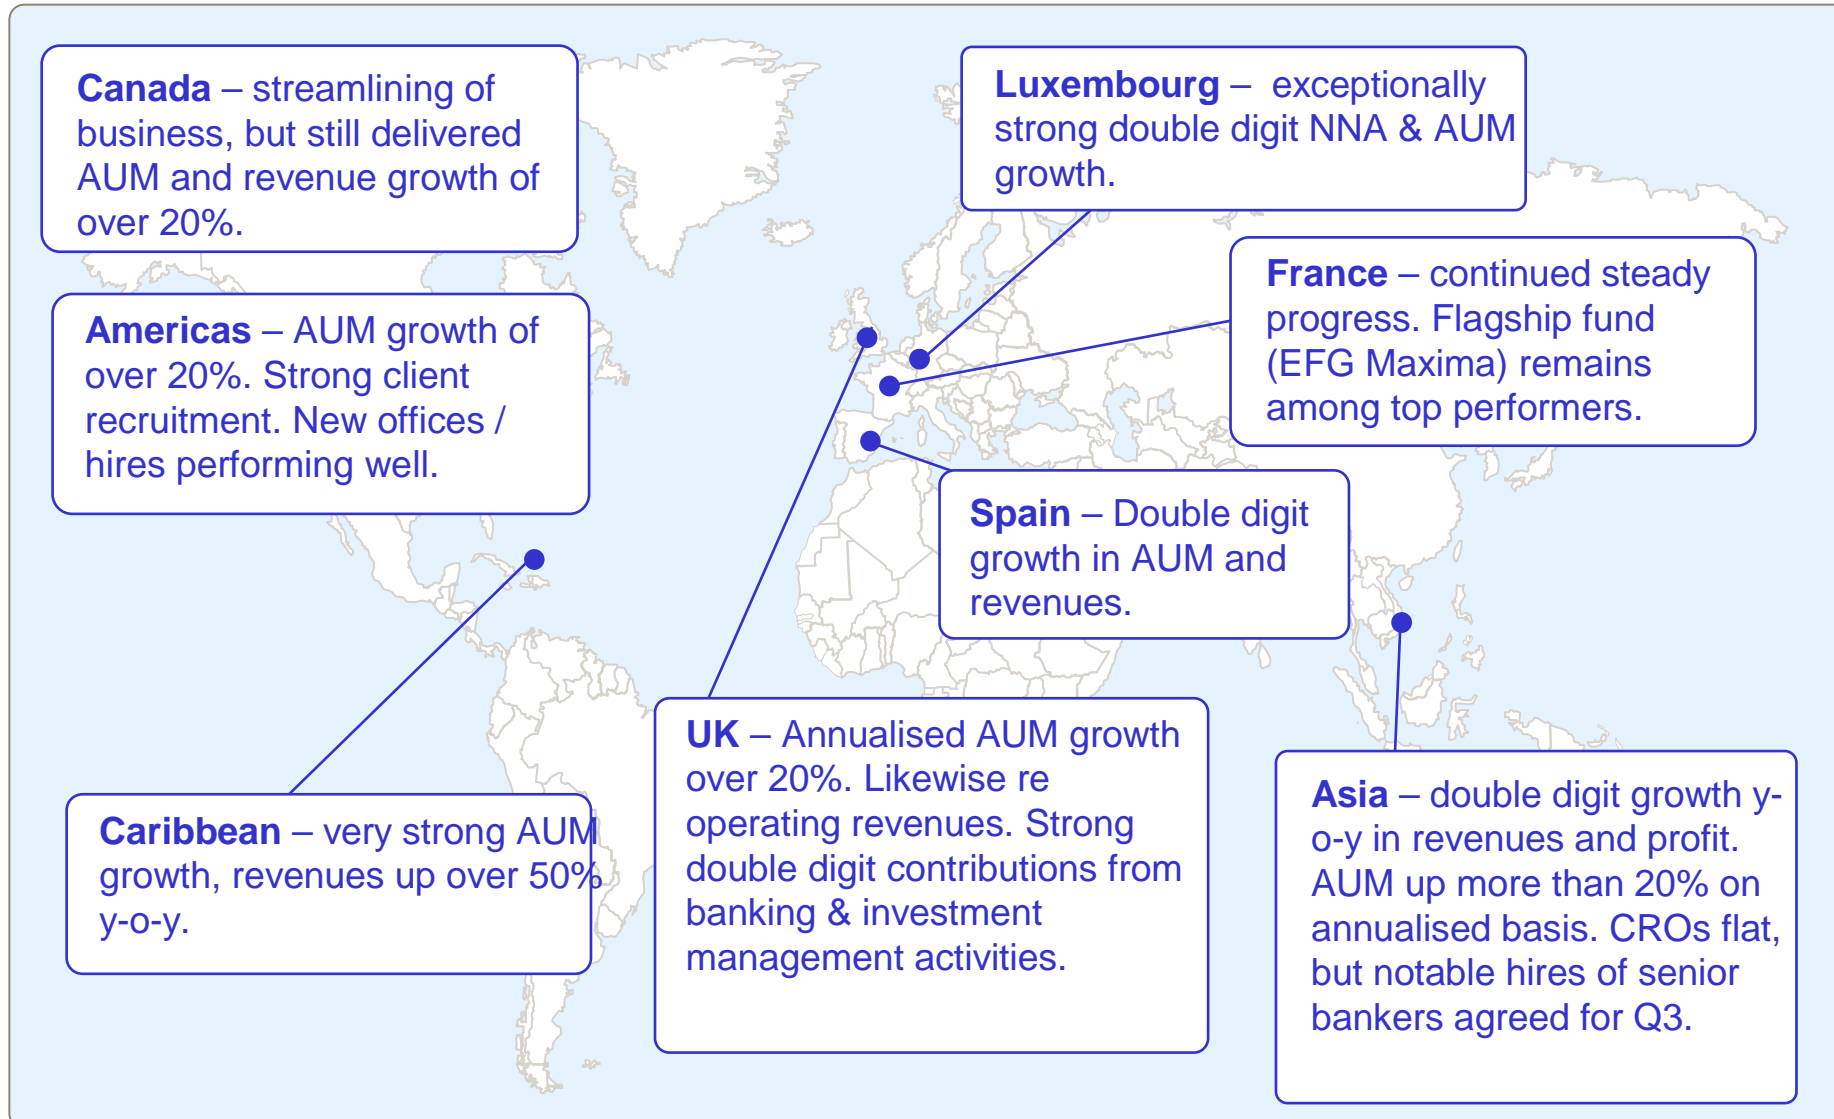 Canada – streamlining of
business, but still delivered
AUM and revenue growth of
over 20%.
Luxembourg – exceptionally
strong double digit NNA & AUM
growth.
Americas – AUM growth of
over 20%. Strong client
recruitment. New offices /
hires performing well.
France – continued steady
progress. Flagship fund
(EFG Maxima) remains
among top performers.
Spain – Double digit
growth in AUM and
revenues.
Caribbean – very strong AUM
growth, revenues up over 50%
y-o-y.
UK – Annualised AUM growth
over 20%. Likewise re
operating revenues. Strong
double digit contributions from
banking & investment
management activities.
Asia – double digit growth y-
o-y in revenues and profit.
AUM up more than 20% on
annualised basis. CROs flat,
but notable hires of senior
bankers agreed for Q3.